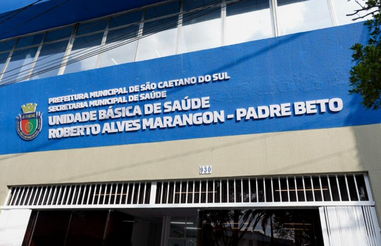 PREFEITURA MUNICIPAL DE SÃO CAETANO DO SUL
SECRETARIA MUNICIPAL DE SAÚDE
UNIDADE BÁSICA DE SAÚDE
ROBERTO ALVES MARANGON - PADRE BETO
930